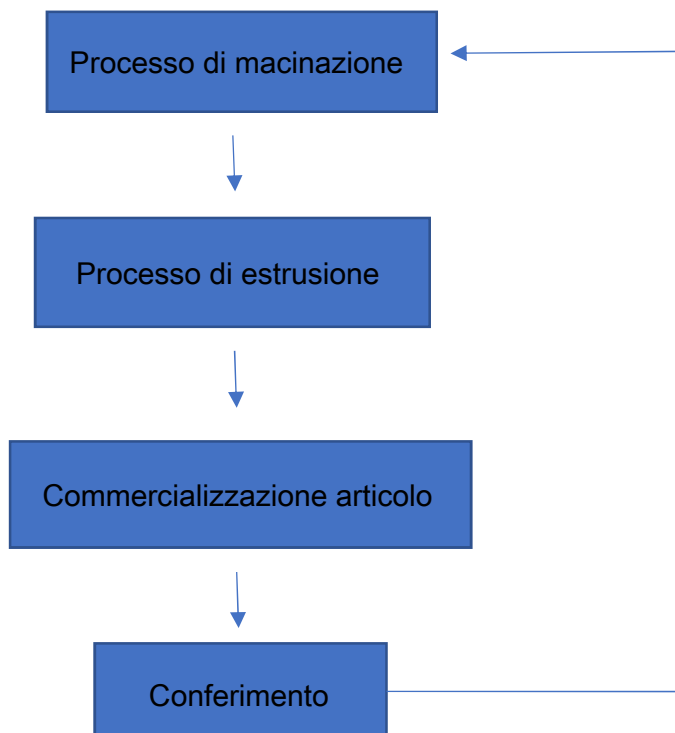 Processo di macinazione
Processo di estrusione
Commercializzazione articolo
Conferimento